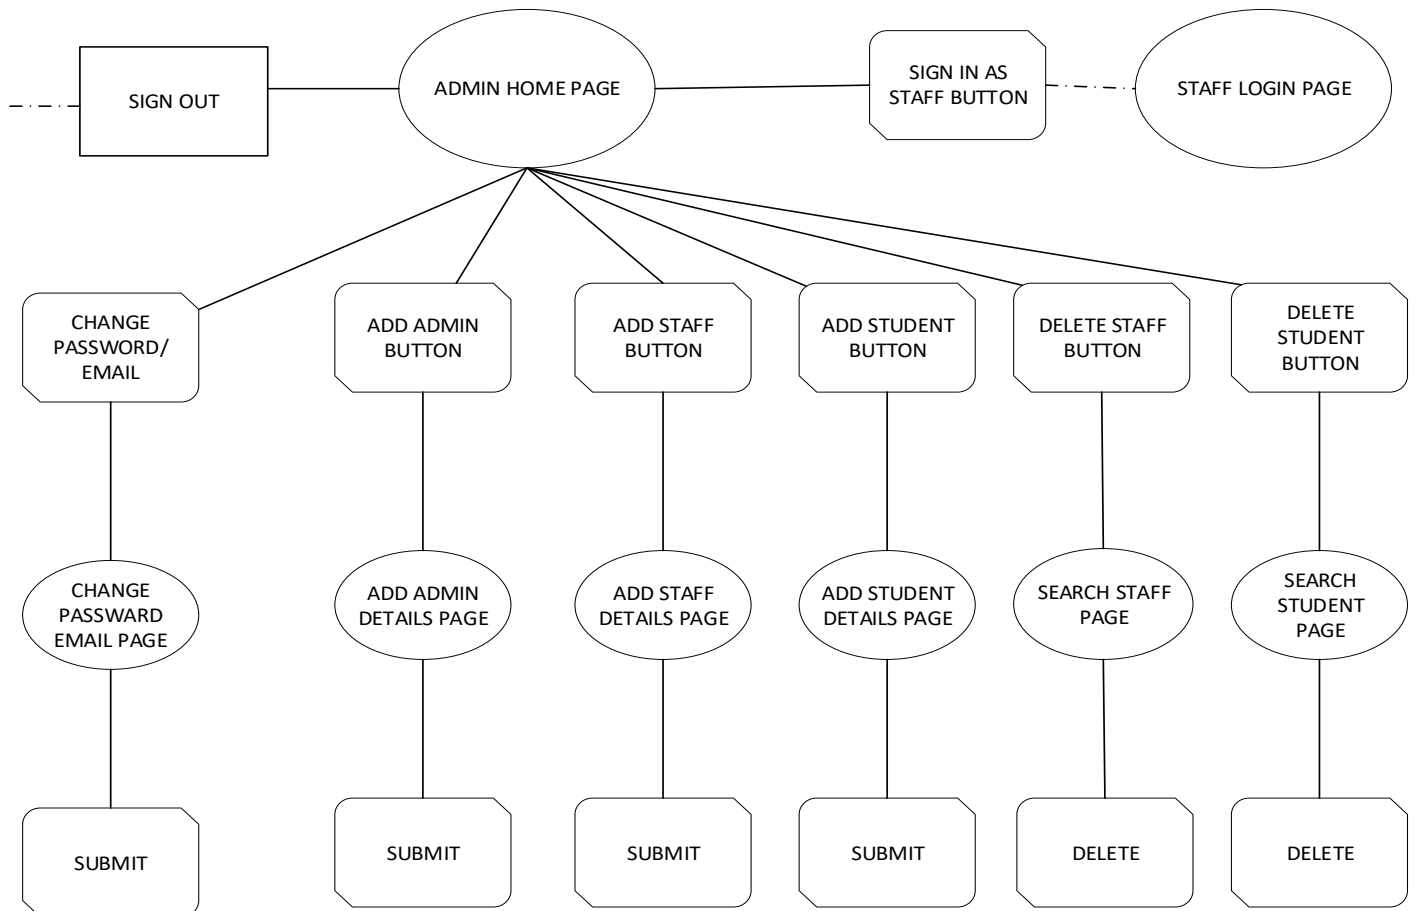 SIGN OUT
ADMIN HOME PAGE
SIGN IN AS
STAFF BUTTON
STAFF LOGIN PAGE
CHANGE
PASSWORD/
EMAIL
ADD ADMIN
BUTTON
ADD STAFF
BUTTON
ADD STUDENT
BUTTON
DELETE STAFF
BUTTON
DELETE
STUDENT
BUTTON
CHANGE
PASSWARD
EMAIL PAGE
ADD ADMIN
DETAILS PAGE
ADD STAFF
DETAILS PAGE
ADD STUDENT
DETAILS PAGE
SEARCH STAFF
PAGE
SEARCH
STUDENT
PAGE
SUBMIT
SUBMIT
SUBMIT
SUBMIT
DELETE
DELETE